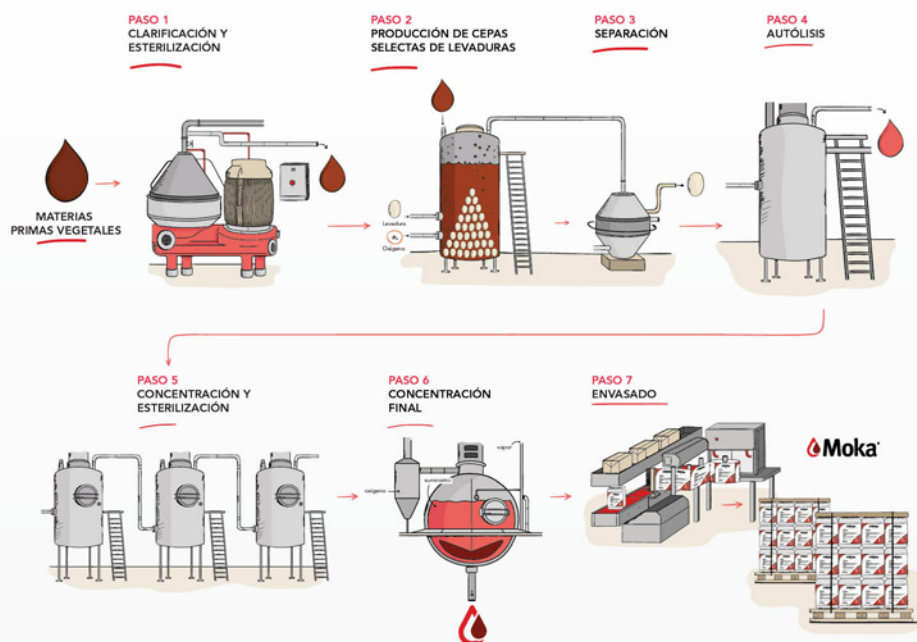 PASO 1
CLARIFICACIÓN Y
ESTERILIZACIÓN
PASO 2
PRODUCCIÓN DE CEPAS
SELECTAS DE LEVADURAS
PASO 3
SEPARACIÓN
PASO 4
AUTÓLISIS
MATERIAS
PRIMAS VEGETALES
Levadura
Oxígeno
PASO 5
CONCENTRACIÓN Y
ESTERILIZACIÓN
PASO 6
CONCENTRACIÓN
FINAL
vapor
oxígeno
suministro
PASO 7
ENVASADO
Moka